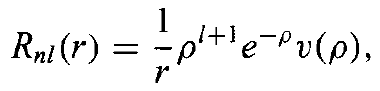 $R_{nl}(r) = \frac{1}{r} \rho^{l+1} e^{-\rho} v(\rho),$